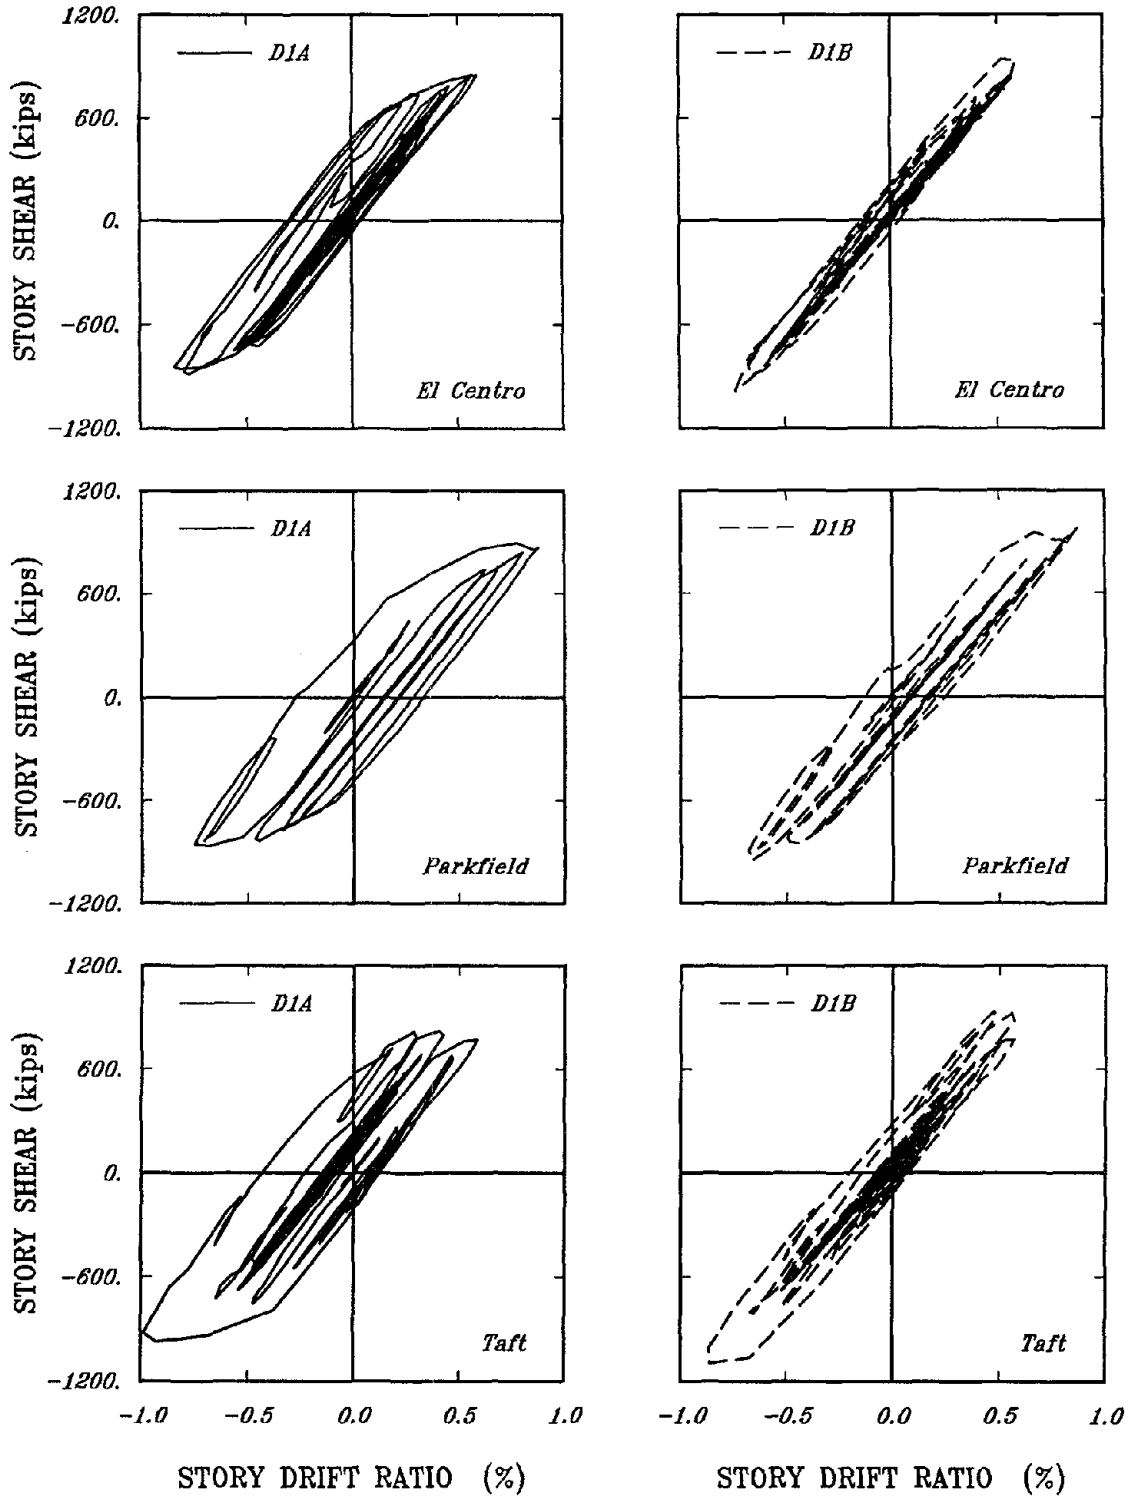 1200.
D1A
D1B
600.
0.
-600.
El Centro
El Centro
-1200.
STORY SHEAR (kips)
1200.
D1A
D1B
600.
0.
-600.
Parkfield
Parkfield
-1200.
STORY SHEAR (kips)
1200.
D1A
D1B
600.
0.
-600.
Taft
Taft
-1200.
STORY SHEAR (kips)
-1.0 -0.5 0.0 0.5 1.0
-1.0 -0.5 0.0 0.5 1.0
STORY DRIFT RATIO (%)
STORY DRIFT RATIO (%)